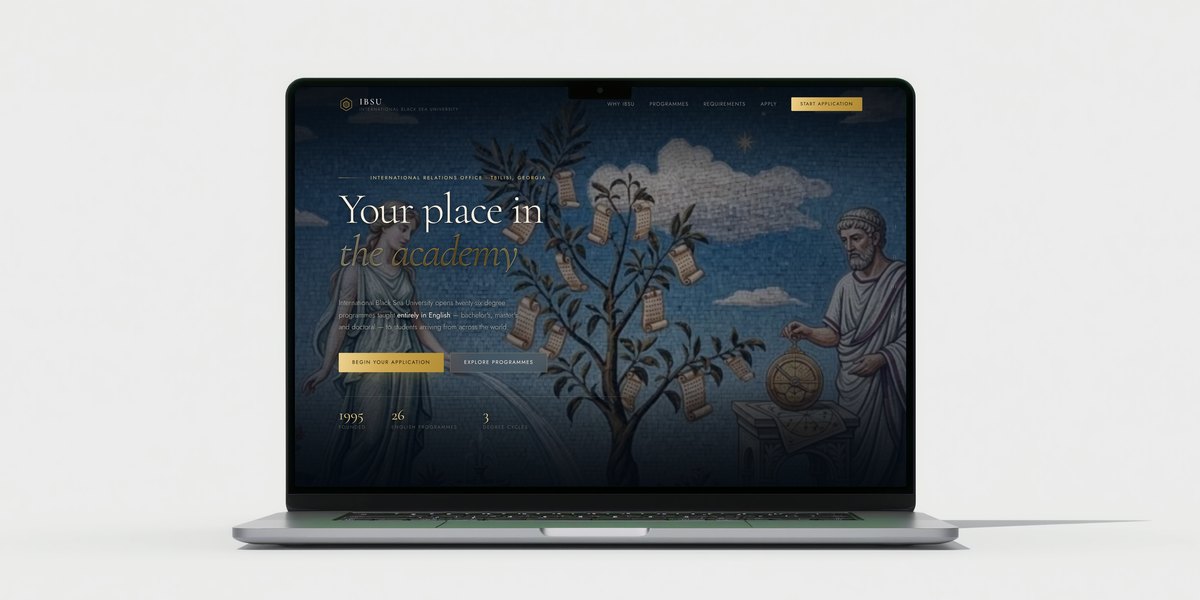 IBSU
INTERNATIONAL BLACK SEA UNIVERSITY
WHY IBSU
PROGRAMMES
REQUIREMENTS
APPLY
START APPLICATION
INTERNATIONAL RELATIONS OFFICE · TBILISI, GEORGIA
Your place in
the academy
International Black Sea University opens twenty-six degree
programmes taught entirely in English — bachelor's, master's
and doctoral — to students arriving from across the world.
BEGIN YOUR APPLICATION
EXPLORE PROGRAMMES
1995
FOUNDED
26
ENGLISH PROGRAMMES
3
DEGREE CYCLES